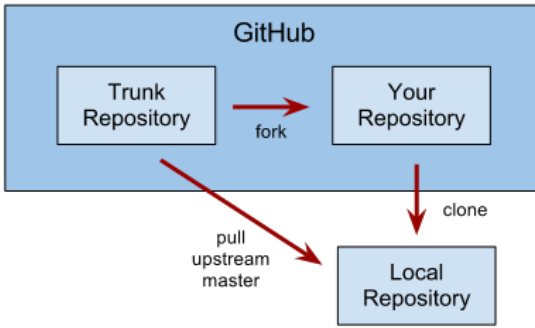 GitHub
Trunk
Repository
fork
Your
Repository
pull
upstream
master
clone
Local
Repository